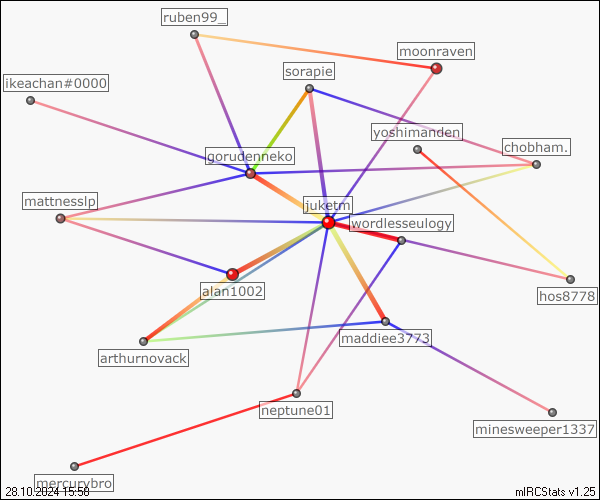 ruben99_
moonraven
sorapie
ikeachan#0000
yoshimanden
chobham.
gorudenneko
mattnesslp
juketm
wordlesseulogy
alan1002
hos8778
maddiee3773
arthurnovack
neptune01
minesweeper1337
mercurybro
28.10.2024 15:58
mIRCStats v1.25